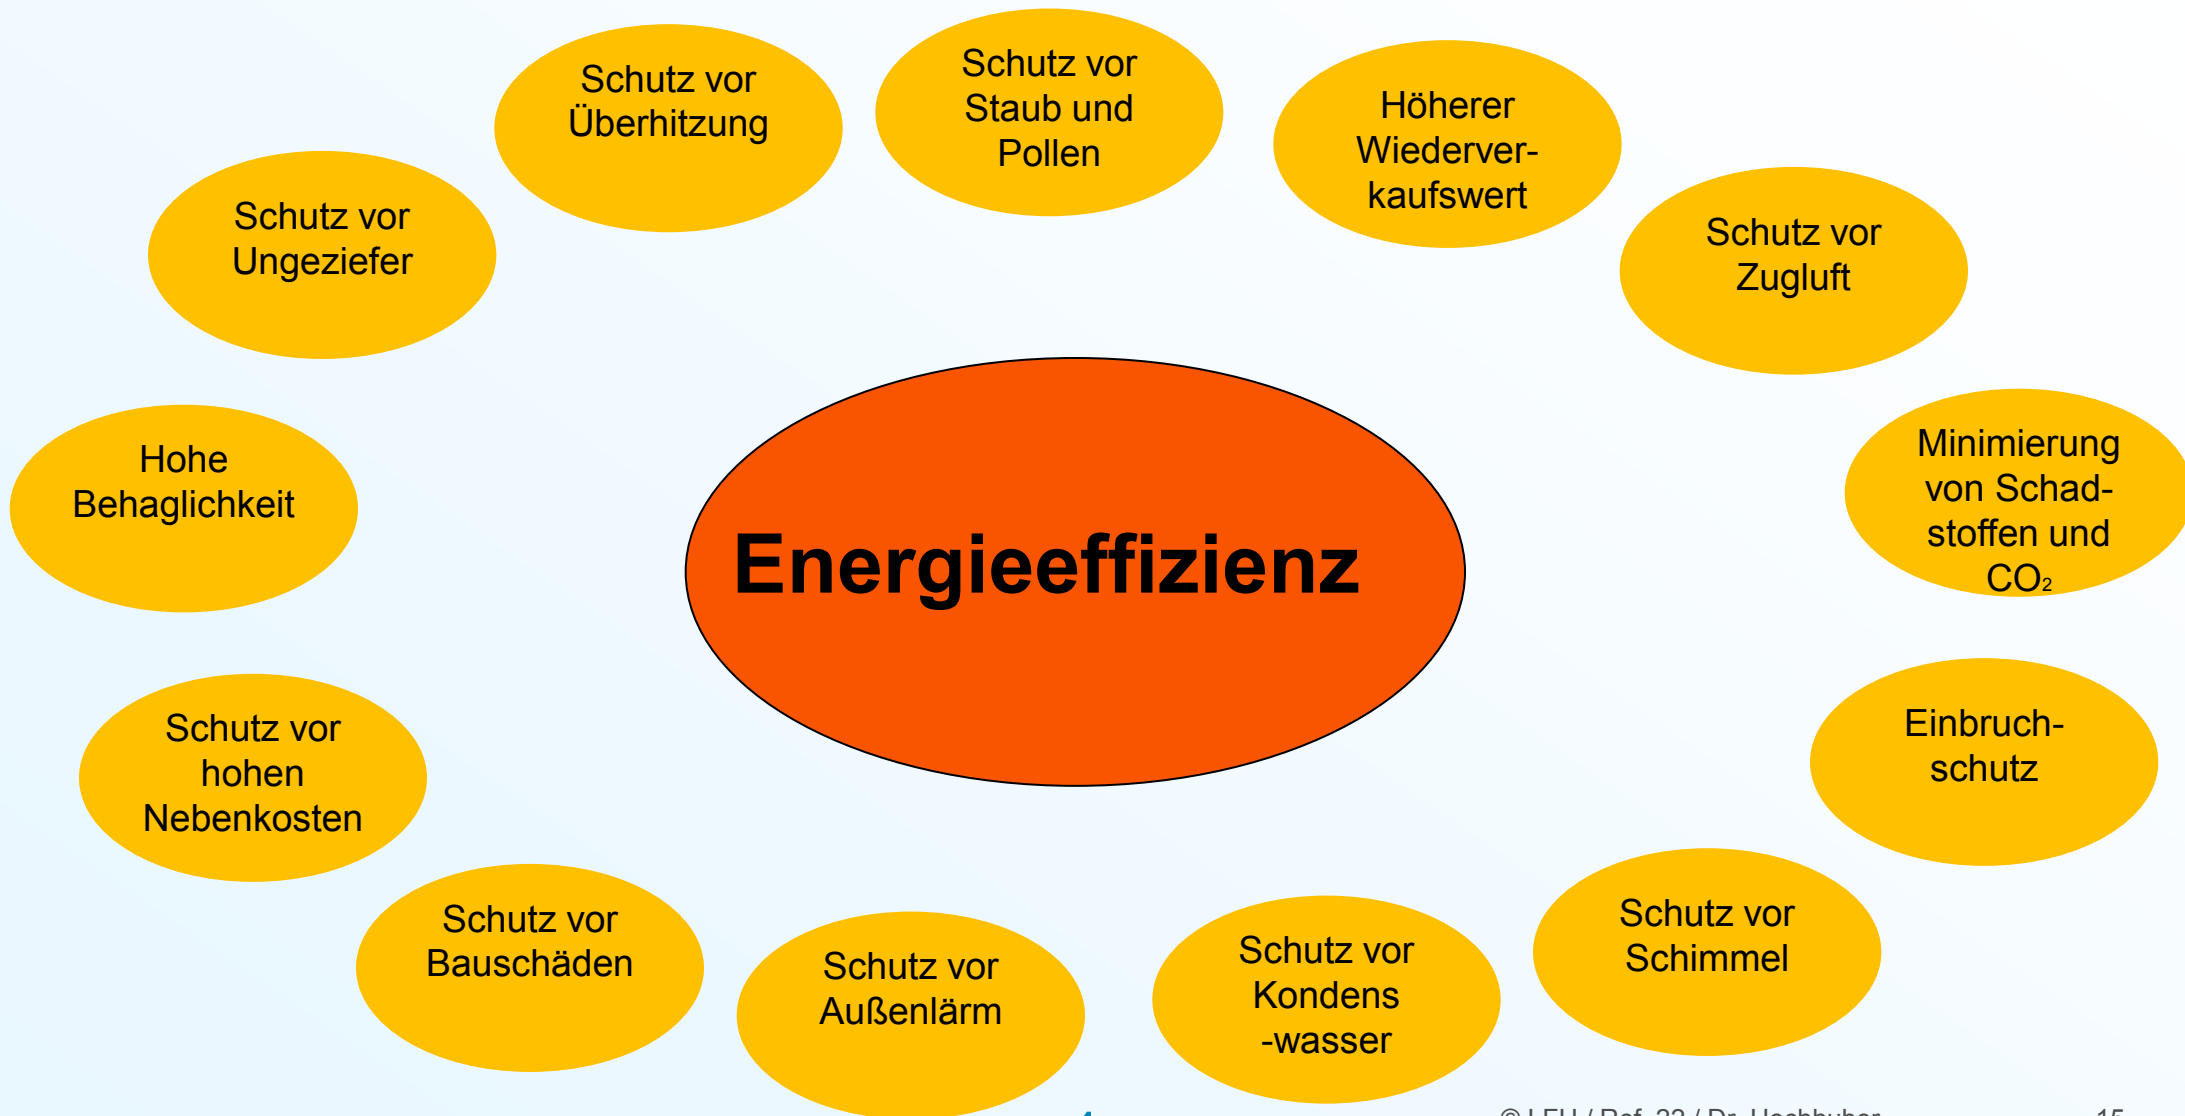 Schutz vor
Staub und
Pollen
Schutz vor
Überhitzung
Höherer
Wiederver-
kaufswert
Schutz vor
Ungeziefer
Schutz vor
Zugluft
Hohe
Behaglichkeit
Energieeffizienz
Minimierung
von Schad-
stoffen und
CO₂
Schutz vor
hohen
Nebenkosten
Einbruch-
schutz
Schutz vor
Bauschäden
Schutz vor
Außenlärm
Schutz vor
Kondens
-wasser
Schutz vor
Schimmel